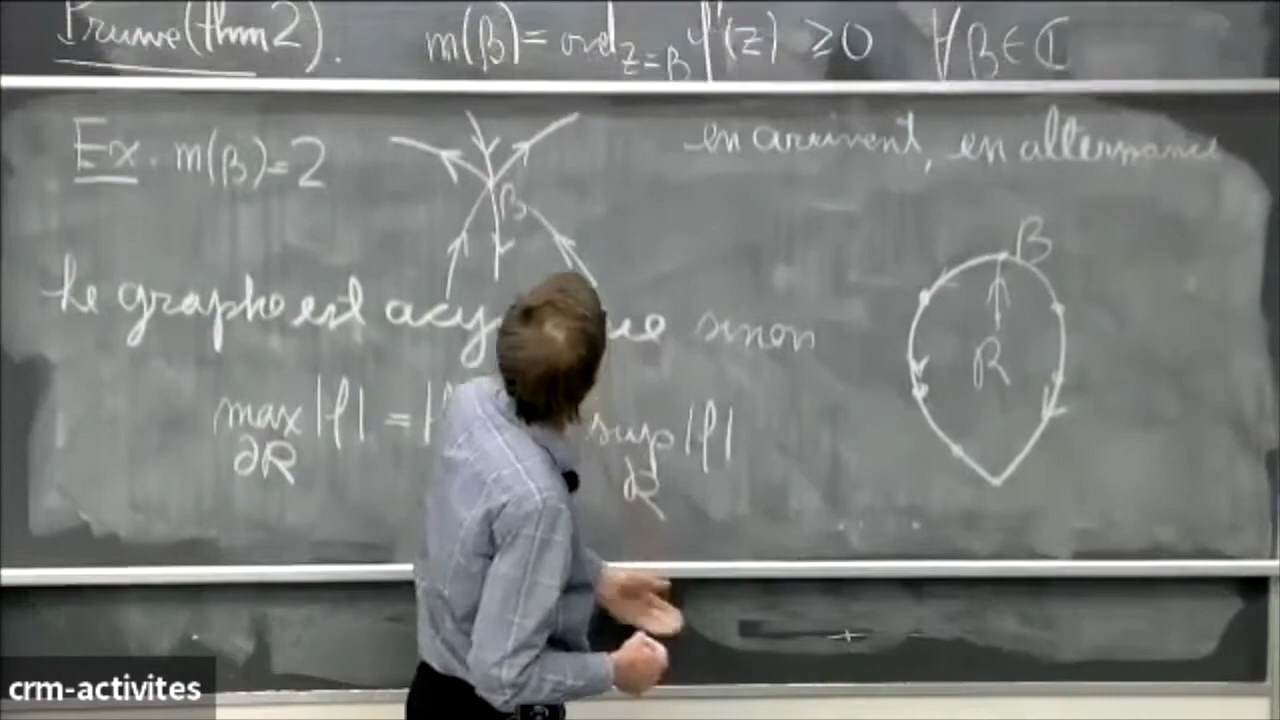 Preuve (thm 2). m(β) = ord_{z=β} f'(z) ≥ 0 ∀ β ∈ ℂ
Ex. m(β) = 2
β
en arrivent, en alternance
β
R
Le graphe est sinon
max |f| = | sup |f|
∂R R
crm-activites